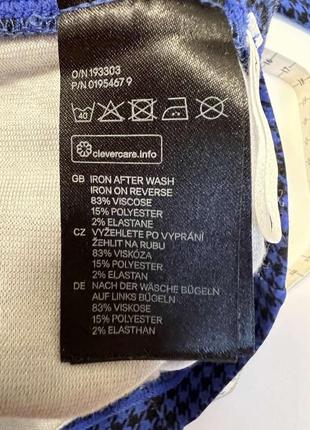 O/N 193303
P/N 0195467 9
40
clevercare.info
GB IRON AFTER WASH
IRON ON REVERSE
83% VISCOSE
15% POLYESTER
2% ELASTANE
CZ VYŽEHLETE PO VYPRÁNÍ
ŽEHLIT NA RUBU
83% VISKÓZA
15% POLYESTER
2% ELASTAN
DE NACH DER WÄSCHE BÜGELN
AUF LINKS BÜGELN
83% VISKOSE
15% POLYESTER
2% ELASTHAN